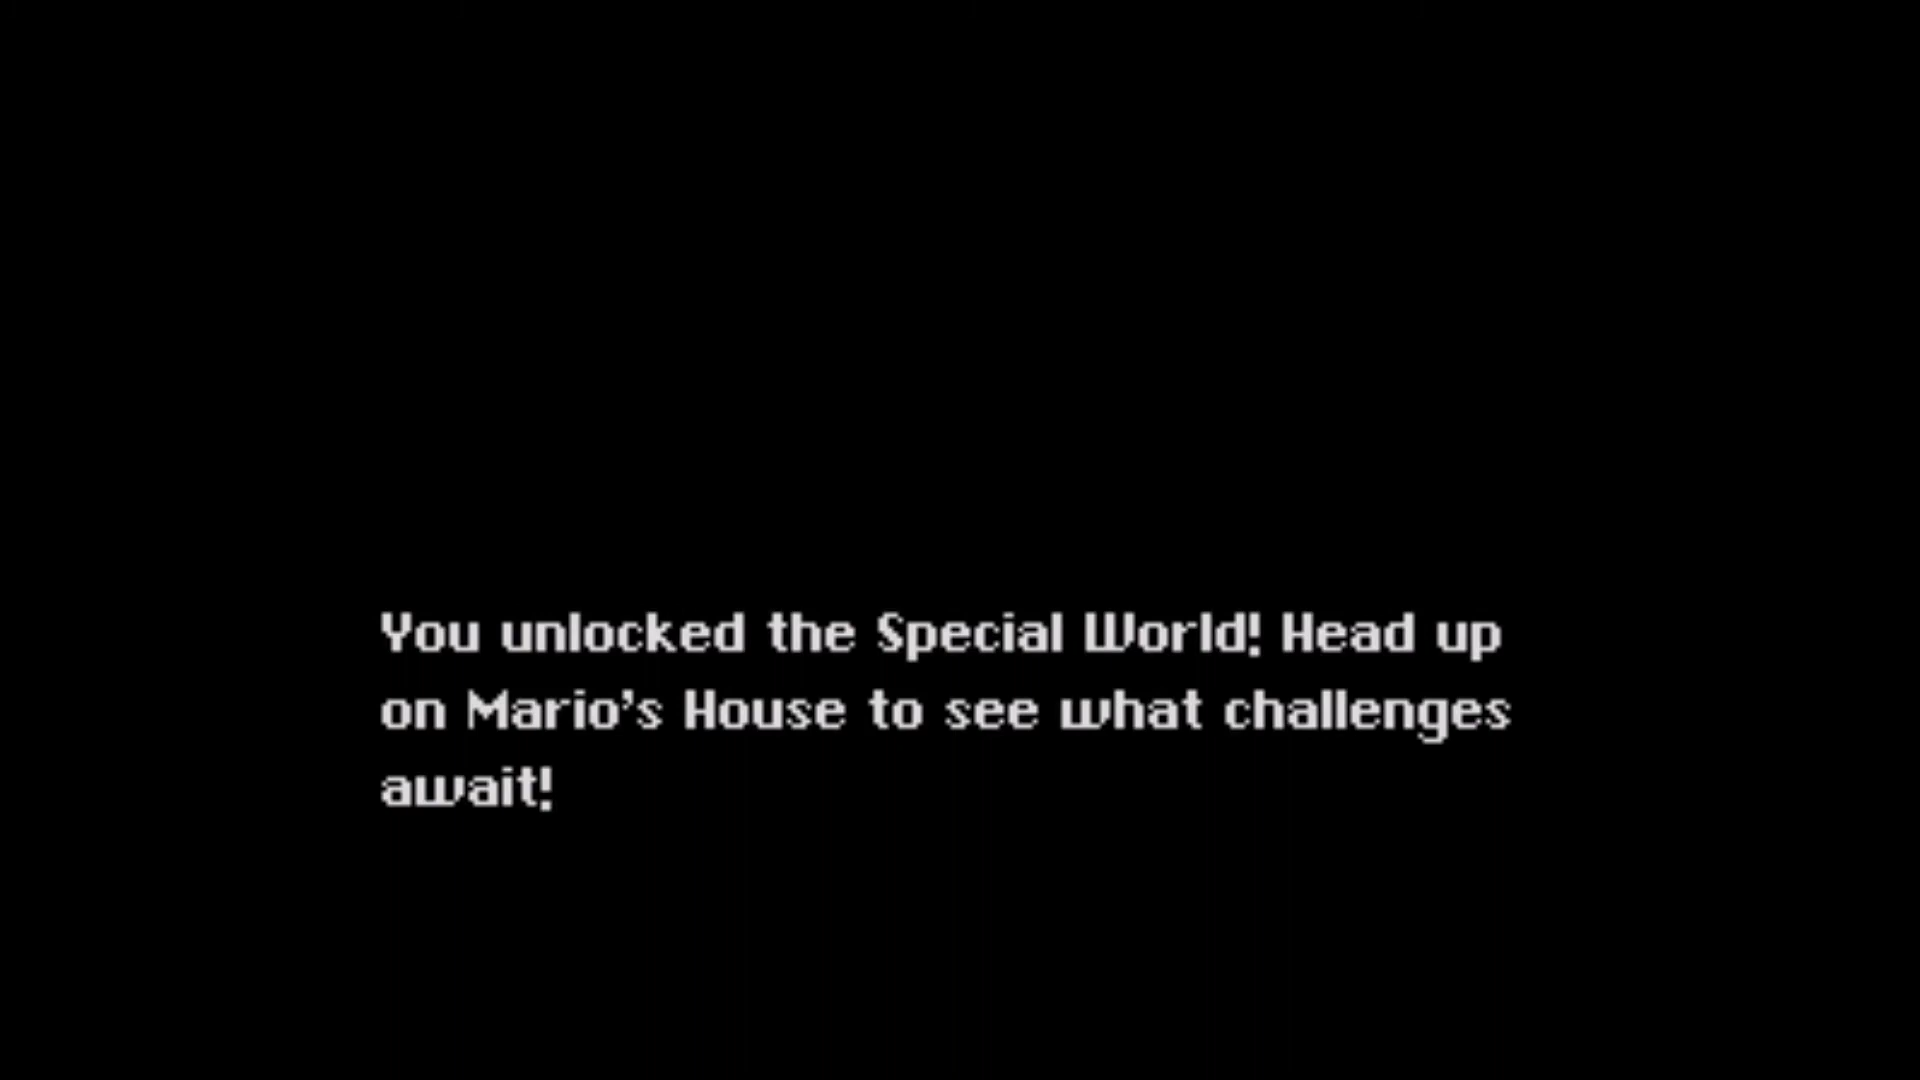 You unlocked the Special World! Head up
on Mario's House to see what challenges
await!